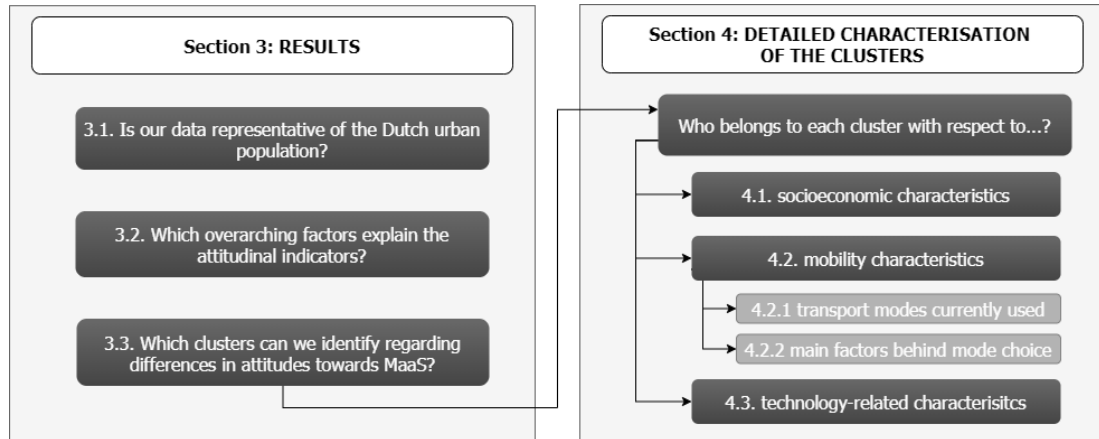 Section 3: RESULTS
3.1. Is our data representative of the Dutch urban
population?
3.2. Which overarching factors explain the
attitudinal indicators?
3.3. Which clusters can we identify regarding
differences in attitudes towards MaaS?
Section 4: DETAILED CHARACTERISATION
OF THE CLUSTERS
Who belongs to each cluster with respect to...?
4.1. socioeconomic characteristics
4.2. mobility characteristics
4.2.1 transport modes currently used
4.2.2 main factors behind mode choice
4.3. technology-related characterisitcs